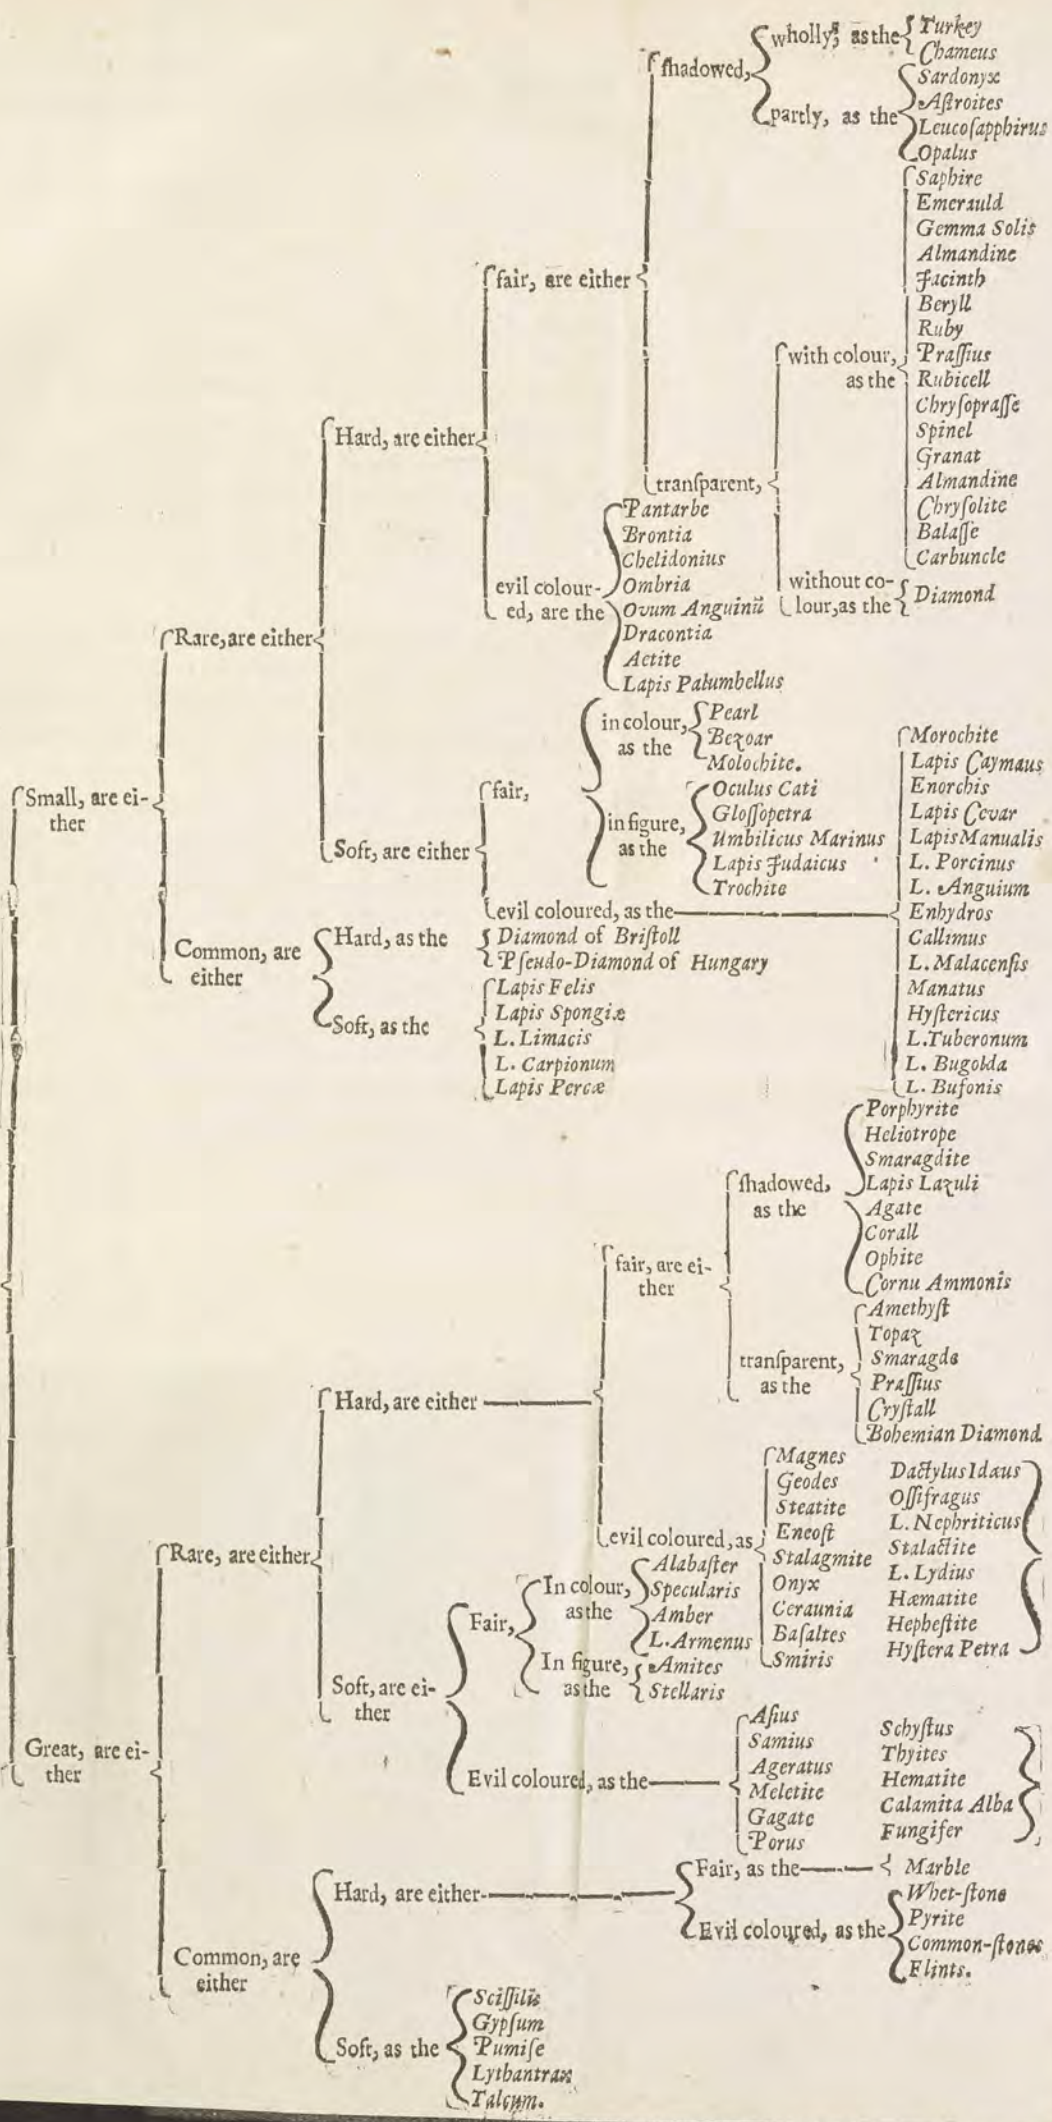 wholly, as the Turkey
Chameus
ſhadowed,
partly, as the Sardonyx
Aſtroites
Leucoſapphirus
Opalus
fair, are either
with colour,
as the
Saphire
Emerauld
Gemma Solis
Almandine
Jacinth
Beryll
Ruby
Praſſius
Rubicell
Chryſopraſſe
Spinel
Granat
Almandine
Chryſolite
Balaſſe
Carbuncle
tranſparent,
without co-
lour, as the
Diamond
Hard, are either
evil colour-
ed, are the
Pantarbe
Brontia
Chelidonius
Ombria
Ovum Anguinū
Dracontia
Aetite
Lapis Palumbellus
Rare, are either
in colour,
as the
Pearl
Bezoar
Molochite.
fair,
in figure,
as the
Oculus Cati
Gloſſopetra
Umbilicus Marinus
Lapis Judaicus
Trochite
Soft, are either
evil coloured, as the
Morochite
Lapis Caymaus
Enorchis
Lapis Cevar
Lapis Manualis
L. Porcinus
L. Anguium
Enhydros
Callimus
L. Malacenſis
Manatus
Hyſtericus
L. Tuberonum
L. Bugolda
L. Bufonis
Small, are ei-
ther
Common, are
either
Hard, as the
Diamond of Briſtoll
Pſeudo-Diamond of Hungary
Soft, as the
Lapis Felis
Lapis Spongiæ
L. Limacis
L. Carpionum
Lapis Percæ
ſhadowed,
as the
Porphyrite
Heliotrope
Smaragdite
Lapis Lazuli
Agate
Corall
Ophite
Cornu Ammonis
fair, are ei-
ther
tranſparent,
as the
Amethyſt
Topaz
Smaragde
Praſſius
Cryſtall
Bohemian Diamond
Hard, are either
evil coloured, as
Magnes
Geodes
Steatite
Eneoſt
Stalagmite
Onyx
Ceraunia
Baſaltes
Smiris
Dactylus Idæus
Oſſifragus
L. Nephriticus
Stalactite
L. Lydius
Hæmatite
Hepheſtite
Hyſtera Petra
Rare, are either
Fair,
In colour,
as the
Alabaſter
Specularis
Amber
L. Armenus
In figure,
as the
Amites
Stellaris
Soft, are ei-
ther
Evil coloured, as the
Aſius
Samius
Ageratus
Meletite
Gagate
Porus
Schyſtus
Thyites
Hematite
Calamita Alba
Fungifer
Great, are ei-
ther
Hard, are either
Fair, as the
Marble
Evil coloured, as the
Whet-ſtone
Pyrite
Common-ſtones
Flints.
Common, are
either
Soft, as the
Sciſſilis
Gypſum
Pumiſe
Lythantrax
Talcum.